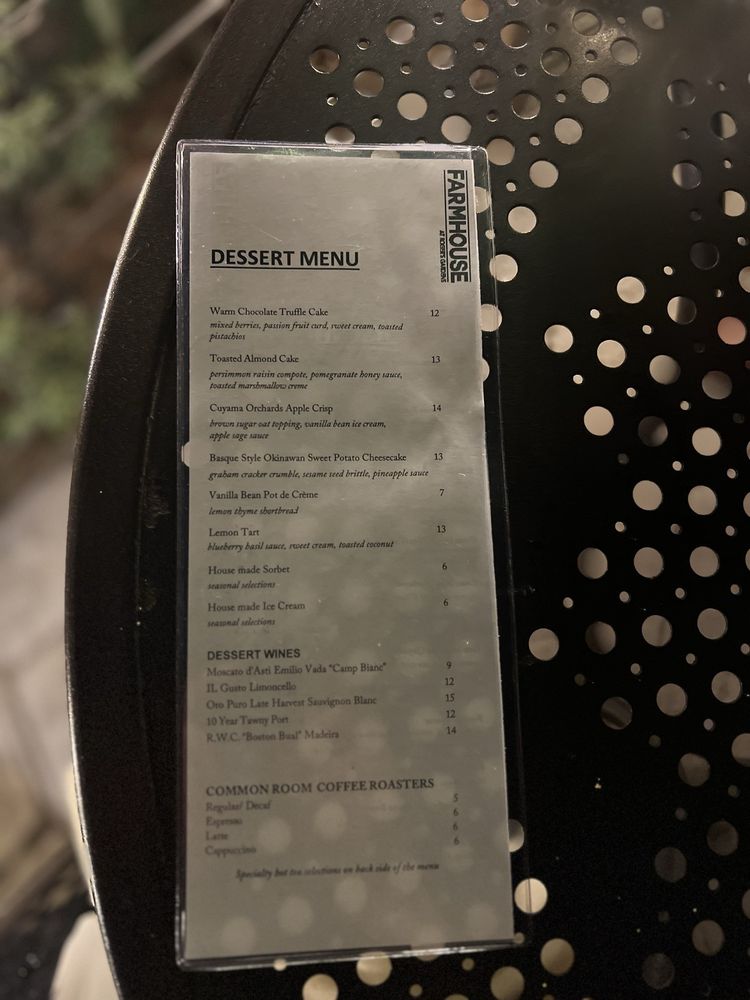 FARMHOUSE
AT ROGER'S GARDENS
DESSERT MENU
Warm Chocolate Truffle Cake 12
mixed berries, passion fruit curd, sweet cream, toasted
pistachios
Toasted Almond Cake 13
persimmon raisin compote, pomegranate honey sauce,
toasted marshmallow creme
Cuyama Orchards Apple Crisp 14
brown sugar oat topping, vanilla bean ice cream,
apple sage sauce
Basque Style Okinawan Sweet Potato Cheesecake 13
graham cracker crumble, sesame seed brittle, pineapple sauce
Vanilla Bean Pot de Crème 7
lemon thyme shortbread
Lemon Tart 13
blueberry basil sauce, sweet cream, toasted coconut
House made Sorbet 6
seasonal selections
House made Ice Cream 6
seasonal selections
DESSERT WINES
Moscato d'Asti Emilio Vada "Camp Bianc" 9
IL Gusto Limoncello 12
Oro Puro Late Harvest Sauvignon Blanc 15
10 Year Tawny Port 12
R.W.C. "Boston Bual" Madeira 14
COMMON ROOM COFFEE ROASTERS
Regular/ Decaf 5
Espresso 6
Latte 6
Cappuccino 6
Specialty hot tea selections on back side of the menu